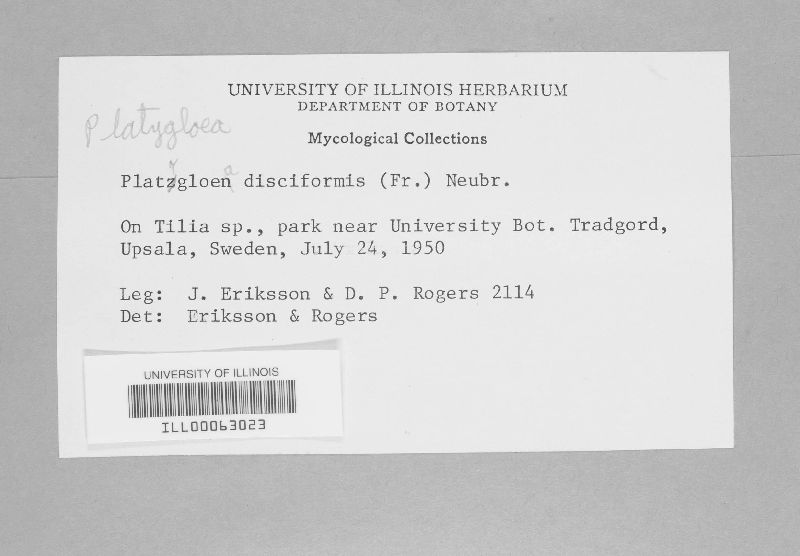 UNIVERSITY OF ILLINOIS HERBARIUM
DEPARTMENT OF BOTANY
Platygloea
Mycological Collections
y a
Platzgloen disciformis (Fr.) Neubr.
On Tilia sp., park near University Bot. Tradgord,
Upsala, Sweden, July 24, 1950
Leg: J. Eriksson & D. P. Rogers 2114
Det: Eriksson & Rogers
UNIVERSITY OF ILLINOIS
ILL00063023